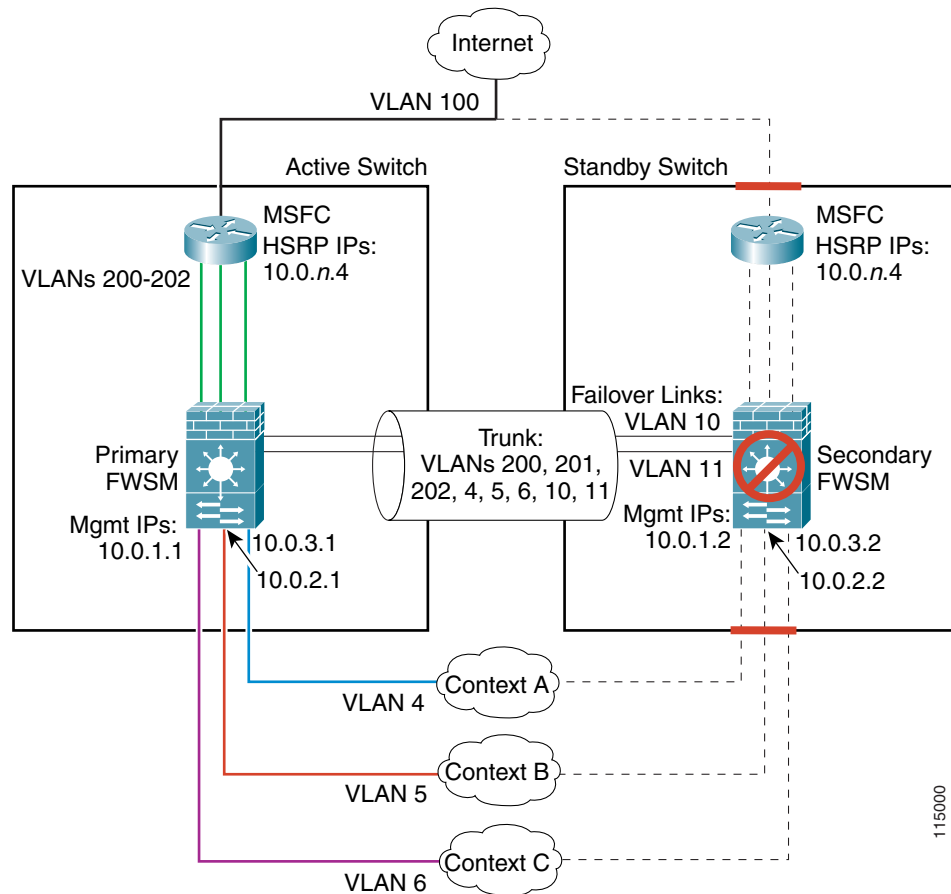 Internet
VLAN 100
Active Switch
Standby Switch
MSFC
HSRP IPs:
10.0.n.4
VLANs 200-202
MSFC
HSRP IPs:
10.0.n.4
Primary
FWSM
Mgmt IPs:
10.0.1.1
10.0.3.1
10.0.2.1
Trunk:
VLANs 200, 201,
202, 4, 5, 6, 10, 11
Failover Links:
VLAN 10
VLAN 11
Secondary
FWSM
Mgmt IPs:
10.0.1.2
10.0.3.2
10.0.2.2
Context A
VLAN 4
Context B
VLAN 5
Context C
VLAN 6
115000